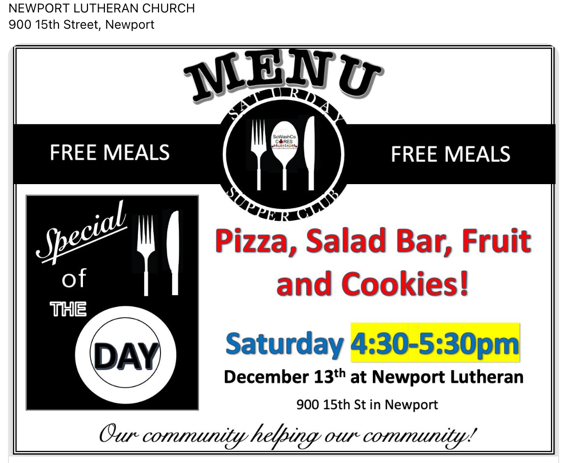 NEWPORT LUTHERAN CHURCH
900 15th Street, Newport
MENU
SATURDAY
FREE MEALS
SoWashCo
CARES
FREE MEALS
SUPPER CLUB
Special
of
THE
DAY
Pizza, Salad Bar, Fruit
and Cookies!
Saturday 4:30-5:30pm
December 13th at Newport Lutheran
900 15th St in Newport
Our community helping our community!